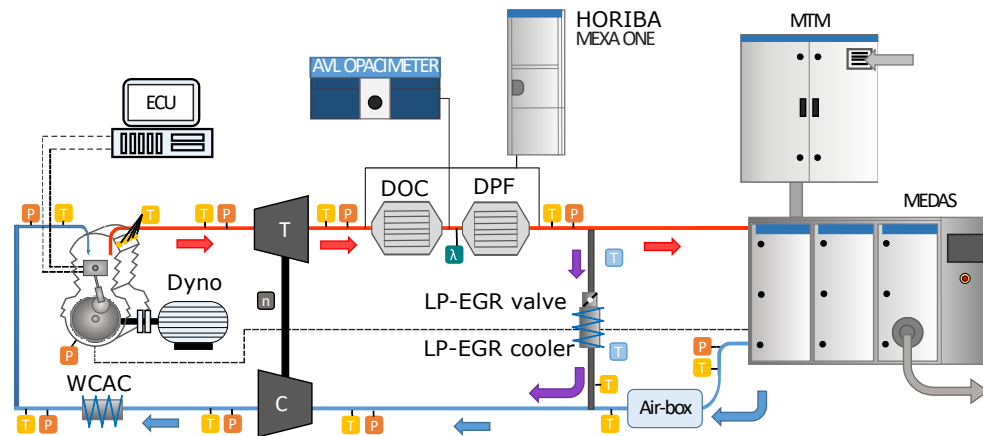 HORIBA
MEXA ONE
MTM
AVL OPACIMETER
ECU
DOC
DPF
MEDAS
P
T
T
T
P
T
T
P
T
P
λ
T
n
Dyno
LP-EGR valve
LP-EGR cooler
T
P
P
T
WCAC
C
T
T
P
T
P
T
P
T
Air-box